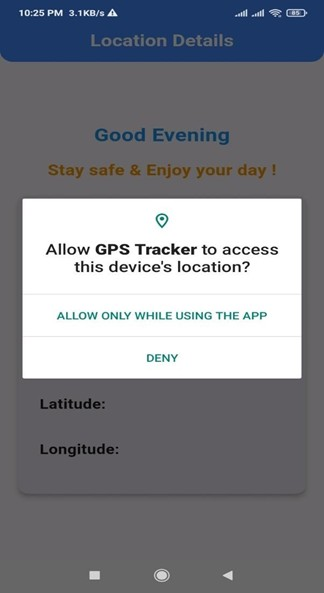 10:25 PM 3.1KB/s
85
Location Details
Good Evening
Stay safe & Enjoy your day !
Allow GPS Tracker to access
this device's location?
ALLOW ONLY WHILE USING THE APP
DENY
Latitude:
Longitude: